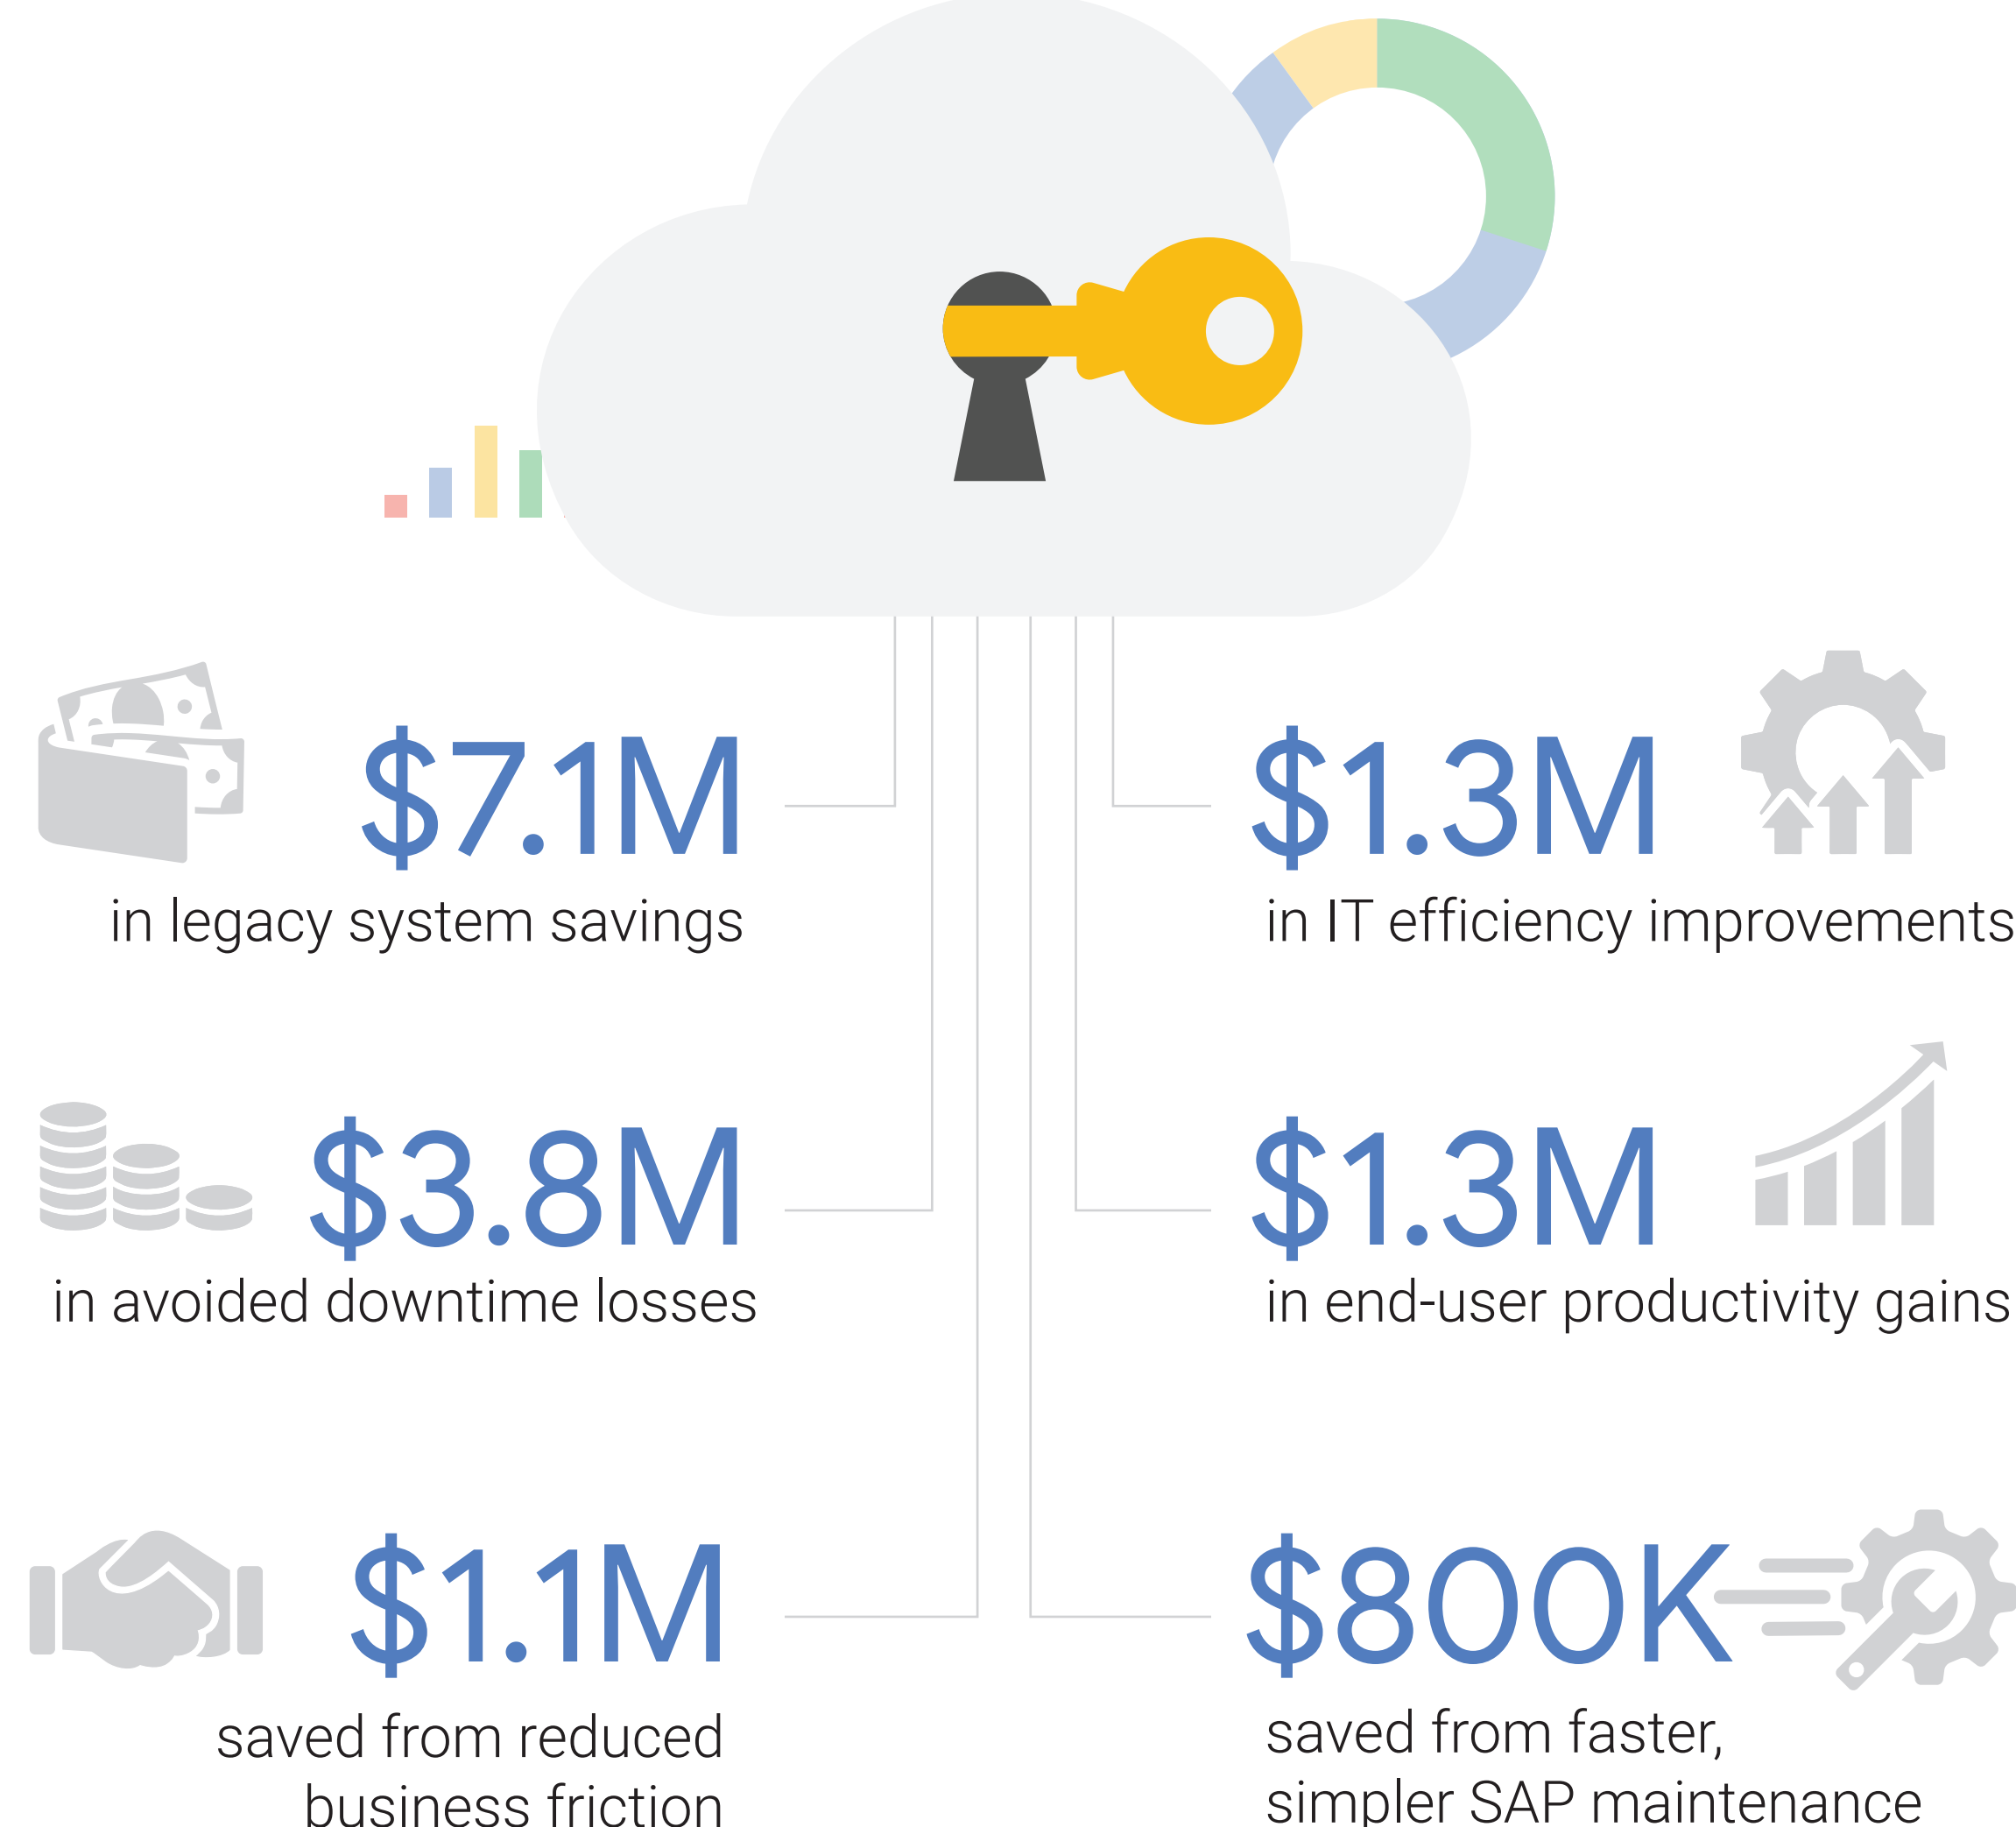 $7.1M
in legacy system savings
$1.3M
in IT efficiency improvements
$3.8M
in avoided downtime losses
$1.3M
in end-user productivity gains
$1.1M
saved from reduced
business friction
$800K
saved from faster,
simpler SAP maintenance